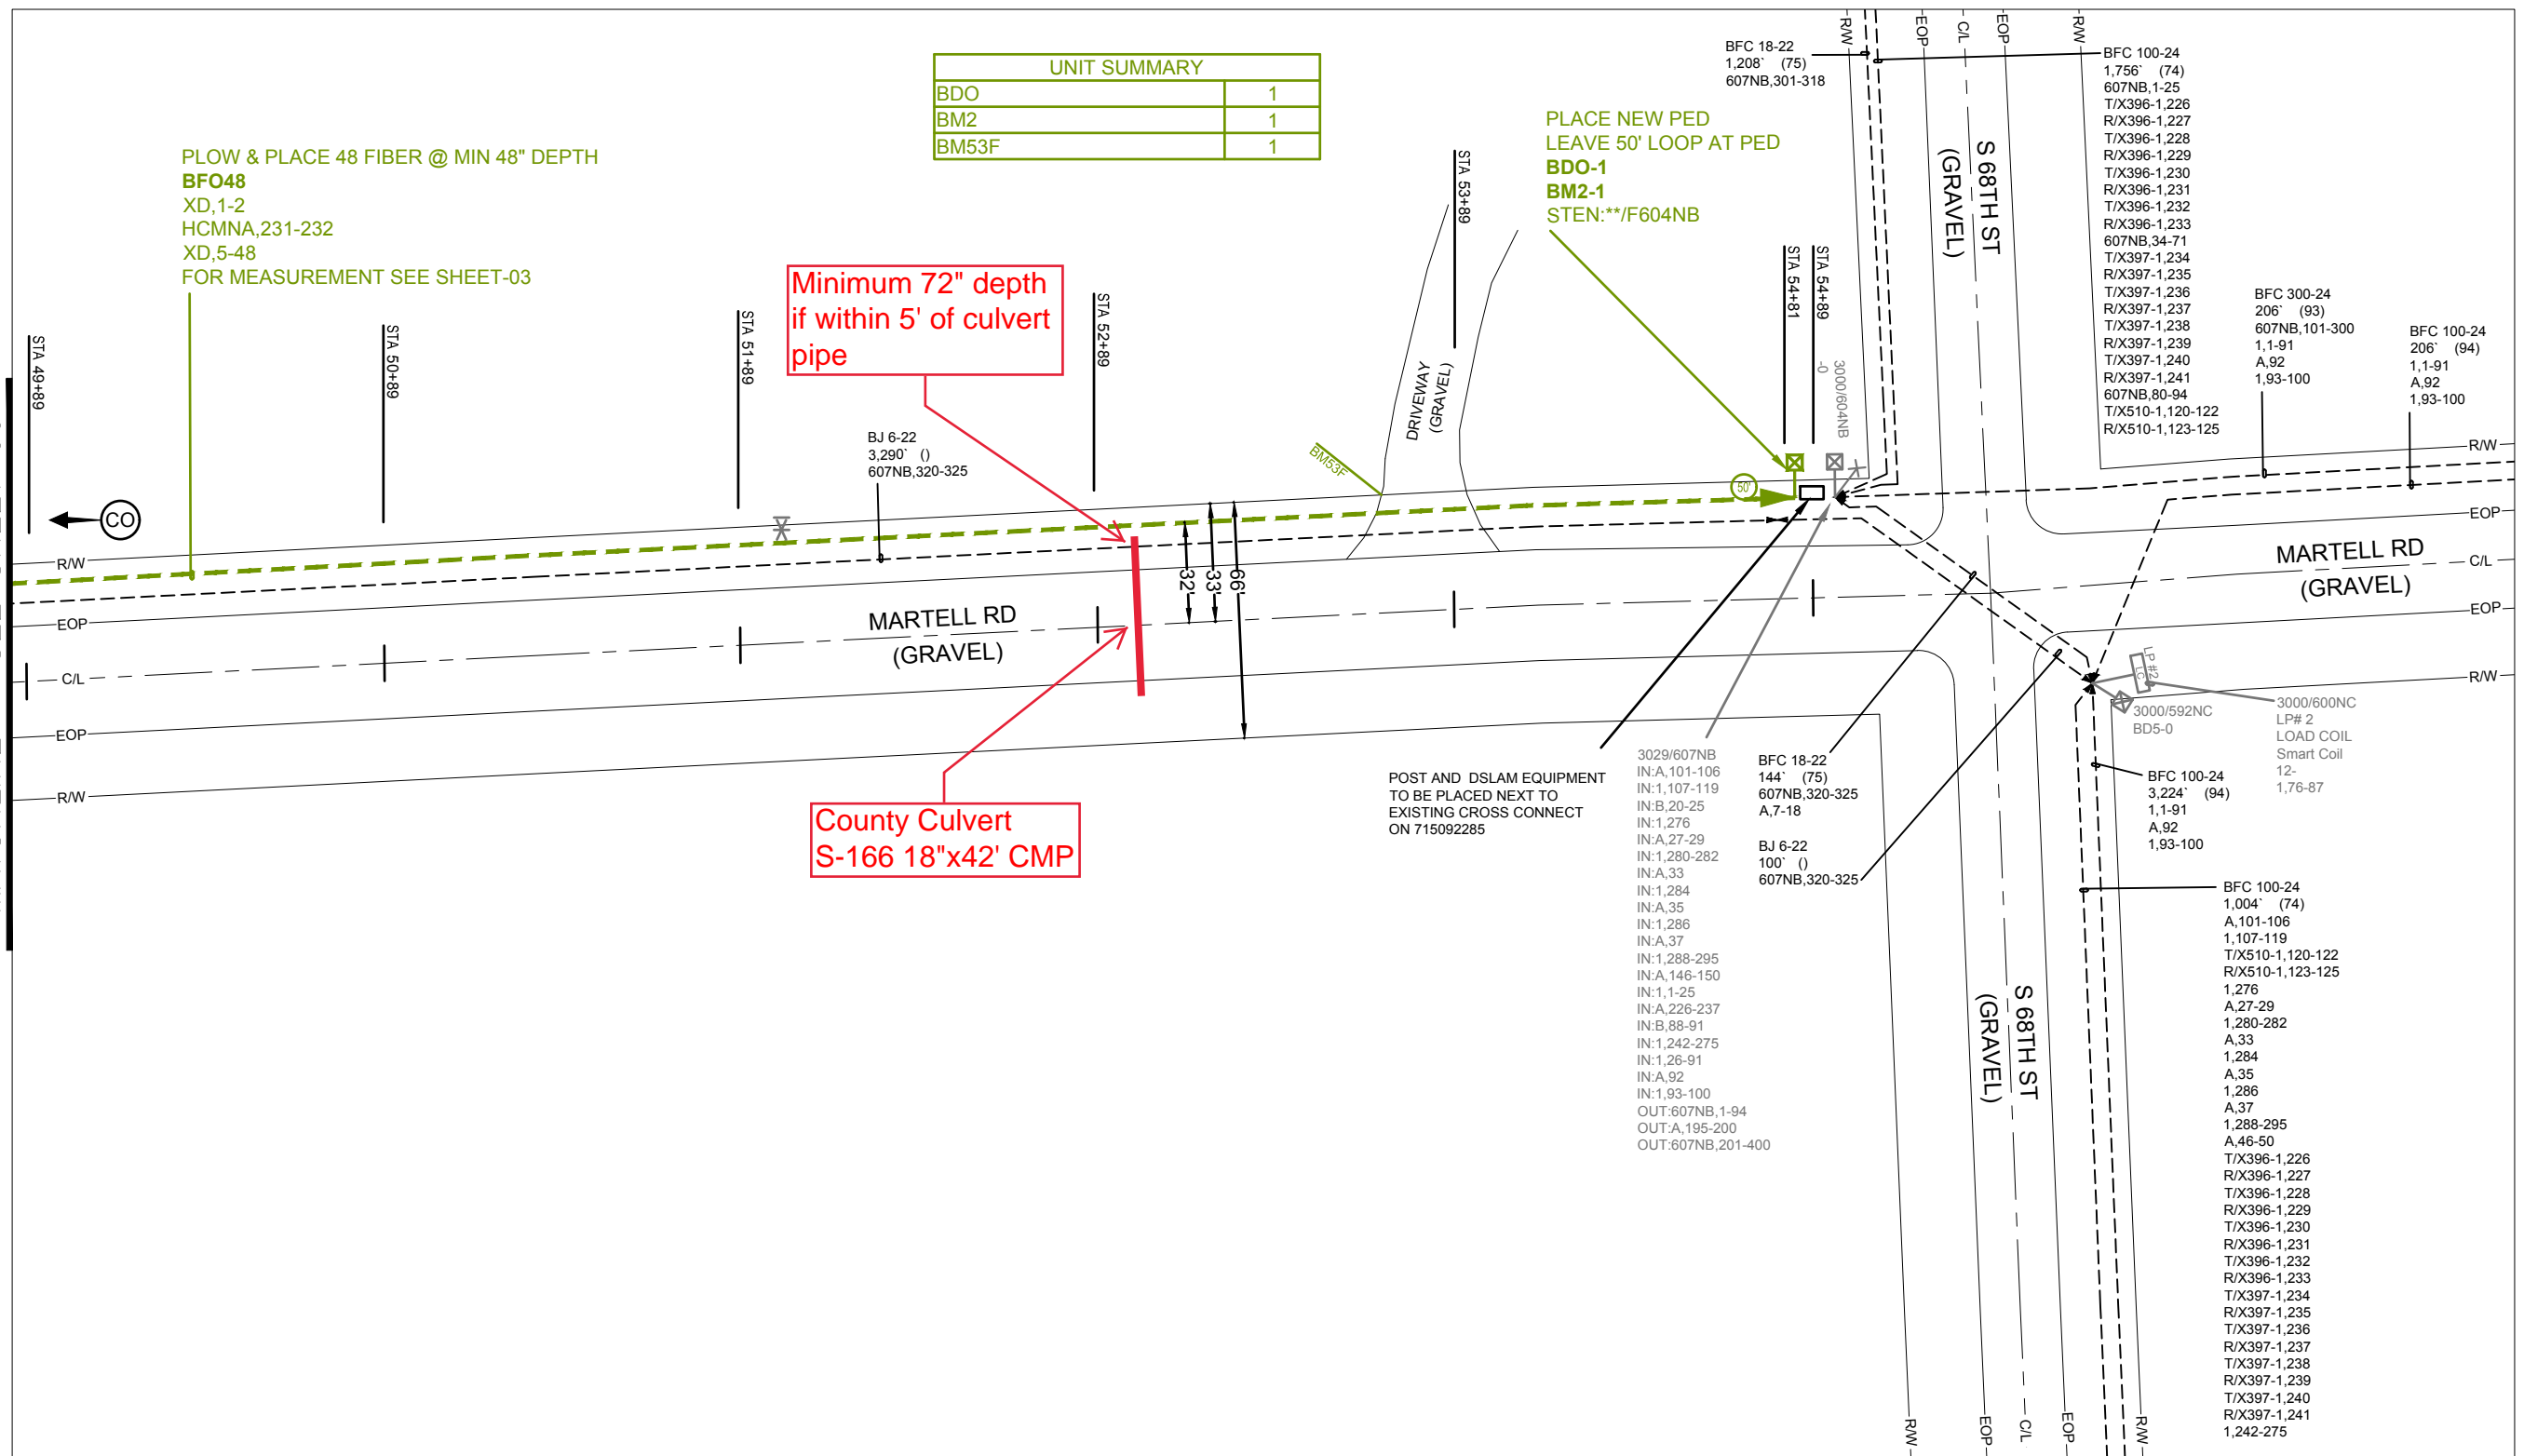 UNIT SUMMARY
BDO 1
BM2 1
BM53F 1
PLOW & PLACE 48 FIBER @ MIN 48" DEPTH
BFO48
XD,1-2
HCMNA,231-232
XD,5-48
FOR MEASUREMENT SEE SHEET-03
Minimum 72" depth
if within 5' of culvert
pipe
PLACE NEW PED
LEAVE 50' LOOP AT PED
BDO-1
BM2-1
STEN:**/F604NB
BFC 18-22
1,208` (75)
607NB,301-318
R/W
EOP
C/L
EOP
R/W
S 68TH ST
(GRAVEL)
BFC 100-24
1,756` (74)
607NB,1-25
T/X396-1,226
R/X396-1,227
T/X396-1,228
R/X396-1,229
T/X396-1,230
R/X396-1,231
T/X396-1,232
R/X396-1,233
607NB,34-71
T/X397-1,234
R/X397-1,235
T/X397-1,236
R/X397-1,237
T/X397-1,238
R/X397-1,239
T/X397-1,240
R/X397-1,241
607NB,80-94
T/X510-1,120-122
R/X510-1,123-125
BFC 300-24
206` (93)
607NB,101-300
1,1-91
A,92
1,93-100
BFC 100-24
206` (94)
1,1-91
A,92
1,93-100
STA 49+89
STA 50+89
STA 51+89
STA 52+89
STA 53+89
STA 54+81
STA 54+89
3000/604NB
-0
CO
BJ 6-22
3,290` ()
607NB,320-325
DRIVEWAY
(GRAVEL)
BM53F
50'
R/W
EOP
C/L
EOP
R/W
MARTELL RD
(GRAVEL)
32'
33'
66'
R/W
EOP
MARTELL RD
(GRAVEL)
C/L
EOP
R/W
County Culvert
S-166 18"x42' CMP
POST AND DSLAM EQUIPMENT
TO BE PLACED NEXT TO
EXISTING CROSS CONNECT
ON 715092285
3029/607NB
IN:A,101-106
IN:1,107-119
IN:B,20-25
IN:1,276
IN:A,27-29
IN:1,280-282
IN:A,33
IN:1,284
IN:A,35
IN:1,286
IN:A,37
IN:1,288-295
IN:A,146-150
IN:1,1-25
IN:A,226-237
IN:B,88-91
IN:1,242-275
IN:1,26-91
IN:A,92
IN:1,93-100
OUT:607NB,1-94
OUT:A,195-200
OUT:607NB,201-400
BFC 18-22
144` (75)
607NB,320-325
A,7-18
BJ 6-22
100` ()
607NB,320-325
LP #2
LC
3000/592NC
BD5-0
3000/600NC
LP# 2
LOAD COIL
Smart Coil
12-
1,76-87
BFC 100-24
3,224` (94)
1,1-91
A,92
1,93-100
BFC 100-24
1,004` (74)
A,101-106
1,107-119
T/X510-1,120-122
R/X510-1,123-125
1,276
A,27-29
1,280-282
A,33
1,284
A,35
1,286
A,37
1,288-295
A,46-50
T/X396-1,226
R/X396-1,227
T/X396-1,228
R/X396-1,229
T/X396-1,230
R/X396-1,231
T/X396-1,232
R/X396-1,233
T/X397-1,234
R/X397-1,235
T/X397-1,236
R/X397-1,237
T/X397-1,238
R/X397-1,239
T/X397-1,240
R/X397-1,241
1,242-275
S 68TH ST
(GRAVEL)
R/W
EOP
C/L
EOP
R/W